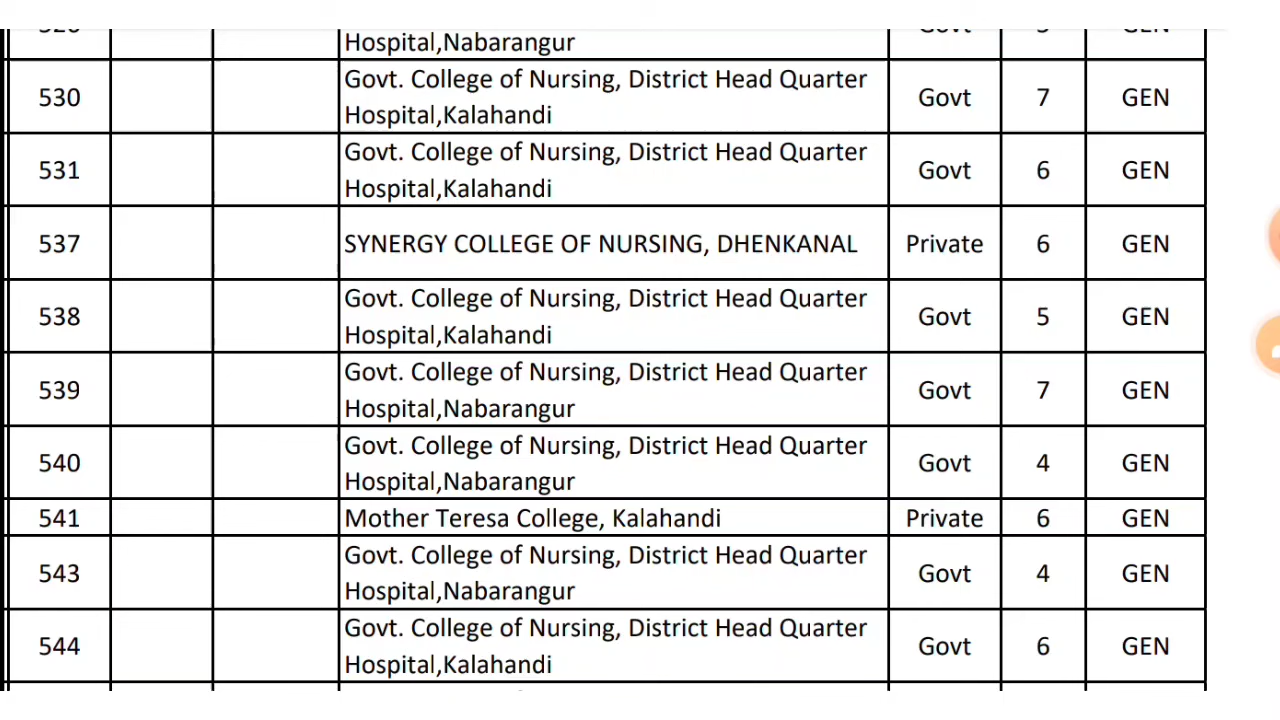 Hospital,Nabarangur
530 Govt. College of Nursing, District Head Quarter
Hospital,Kalahandi Govt 7 GEN
531 Govt. College of Nursing, District Head Quarter
Hospital,Kalahandi Govt 6 GEN
537 SYNERGY COLLEGE OF NURSING, DHENKANAL Private 6 GEN
538 Govt. College of Nursing, District Head Quarter
Hospital,Kalahandi Govt 5 GEN
539 Govt. College of Nursing, District Head Quarter
Hospital,Nabarangur Govt 7 GEN
540 Govt. College of Nursing, District Head Quarter
Hospital,Nabarangur Govt 4 GEN
541 Mother Teresa College, Kalahandi Private 6 GEN
543 Govt. College of Nursing, District Head Quarter
Hospital,Nabarangur Govt 4 GEN
544 Govt. College of Nursing, District Head Quarter
Hospital,Kalahandi Govt 6 GEN